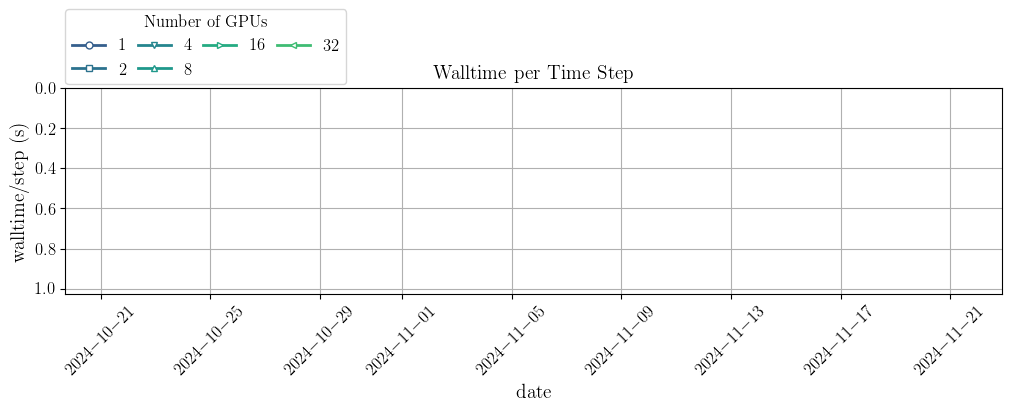 Number of GPUs
1 4 16 32
2 8
Walltime per Time Step
walltime/step (s)
0.0
0.2
0.4
0.6
0.8
1.0
2024−10−21 2024−10−25 2024−10−29 2024−11−01 2024−11−05 2024−11−09 2024−11−13 2024−11−17 2024−11−21
date